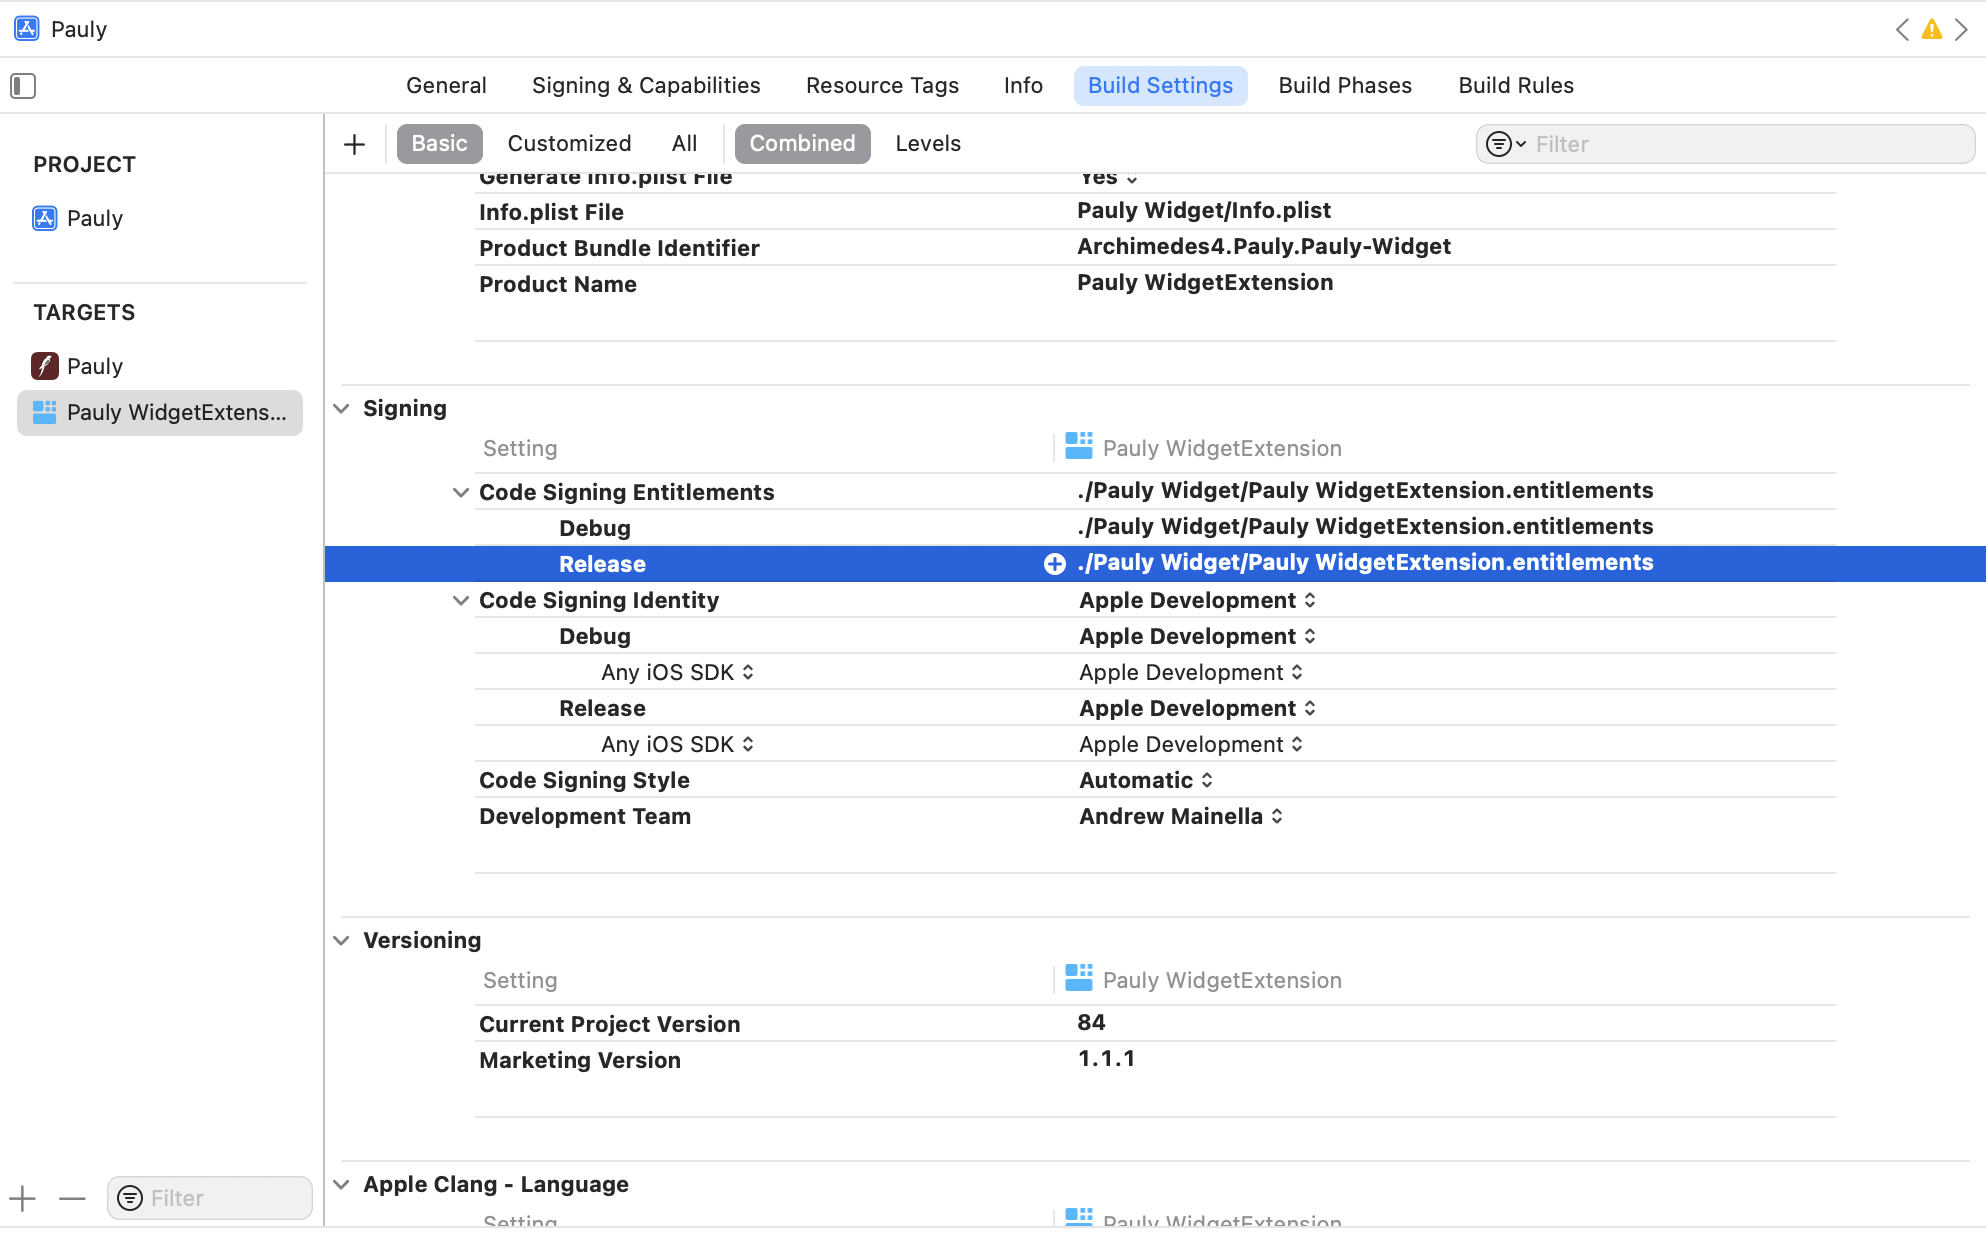 Pauly
General Signing & Capabilities Resource Tags Info Build Settings Build Phases Build Rules
PROJECT
Pauly
TARGETS
Pauly
Pauly WidgetExtens...
Filter
Basic Customized All Combined Levels Filter
Generate Info.plist File Yes
Info.plist File Pauly Widget/Info.plist
Product Bundle Identifier Archimedes4.Pauly.Pauly-Widget
Product Name Pauly WidgetExtension
Signing
Setting Pauly WidgetExtension
Code Signing Entitlements ./Pauly Widget/Pauly WidgetExtension.entitlements
Debug ./Pauly Widget/Pauly WidgetExtension.entitlements
Release ./Pauly Widget/Pauly WidgetExtension.entitlements
Code Signing Identity Apple Development
Debug Apple Development
Any iOS SDK Apple Development
Release Apple Development
Any iOS SDK Apple Development
Code Signing Style Automatic
Development Team Andrew Mainella
Versioning
Setting Pauly WidgetExtension
Current Project Version 84
Marketing Version 1.1.1
Apple Clang - Language
Setting Pauly WidgetExtension